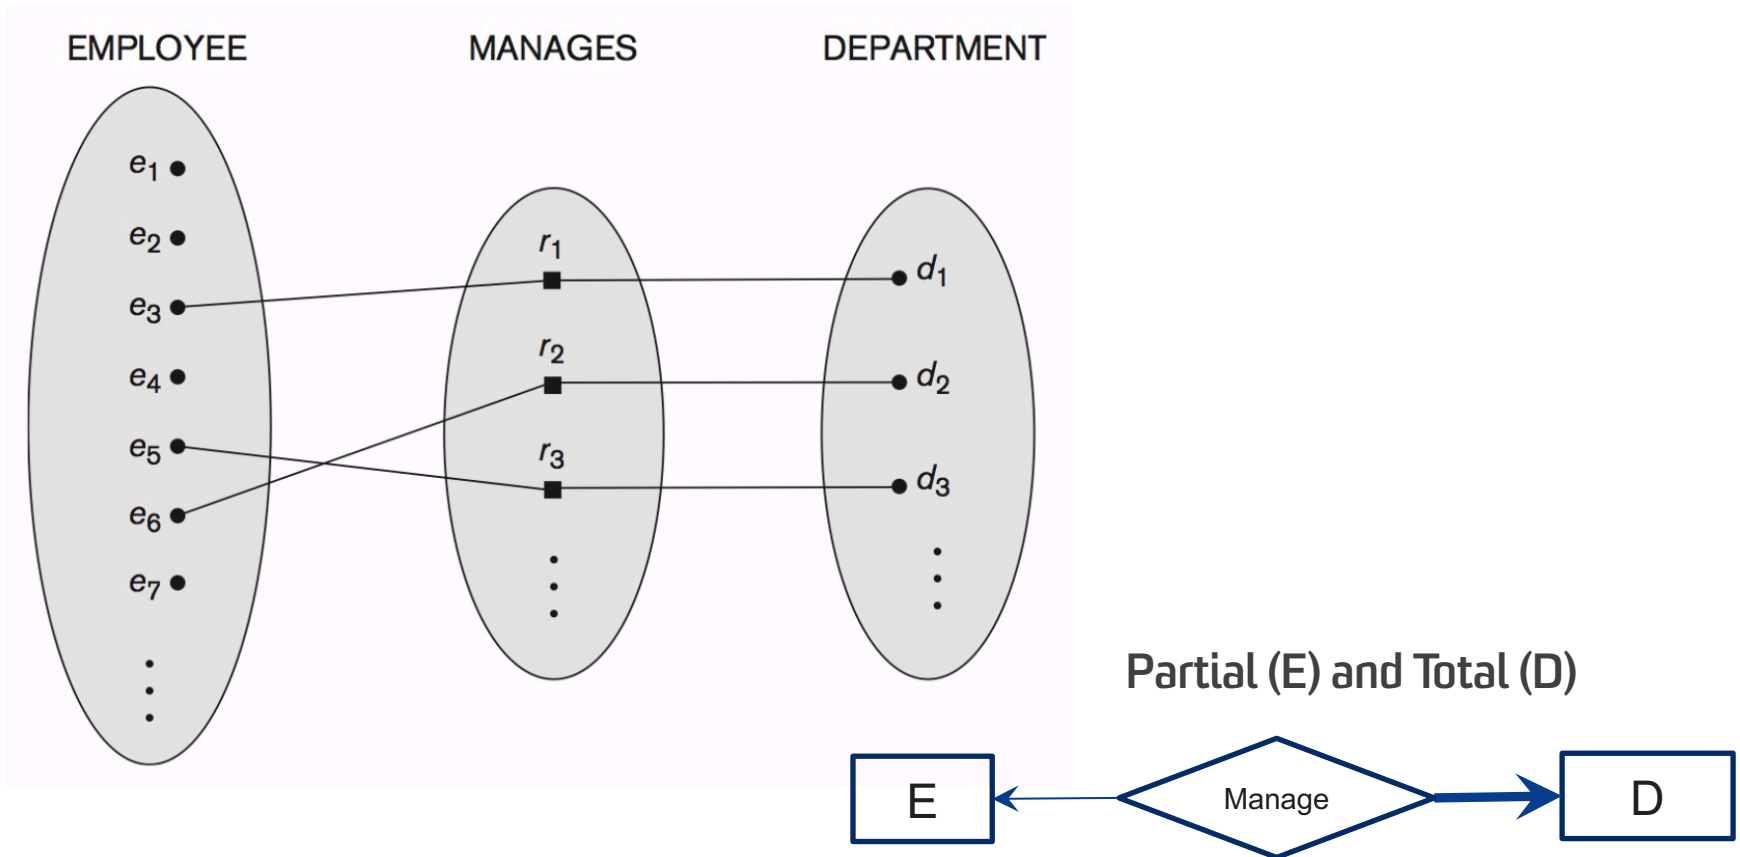 EMPLOYEE MANAGES DEPARTMENT
e1
e2
e3
e4
e5
e6
e7
r1
r2
r3
d1
d2
d3
Partial (E) and Total (D)
E Manage D